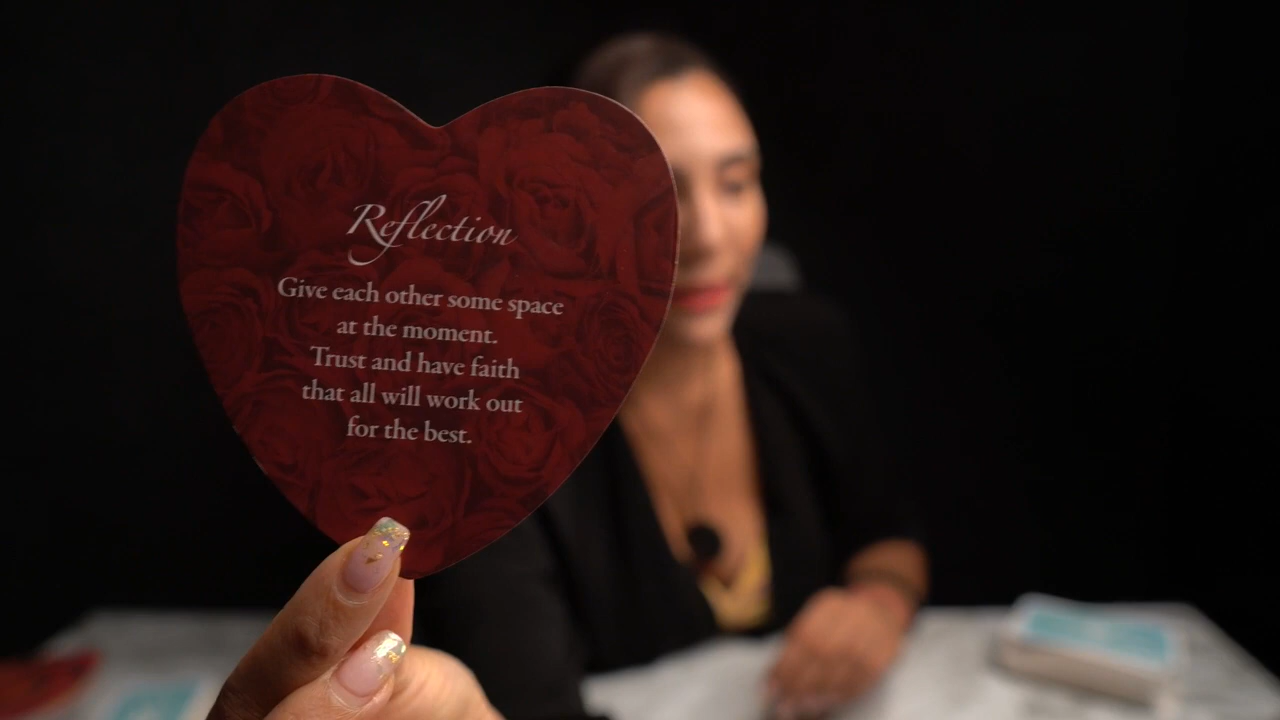 Reflection
Give each other some space
at the moment.
Trust and have faith
that all will work out
for the best.